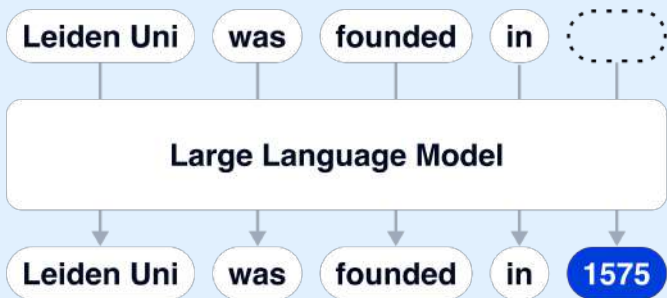 Leiden Uni was founded in
Large Language Model
Leiden Uni was founded in 1575